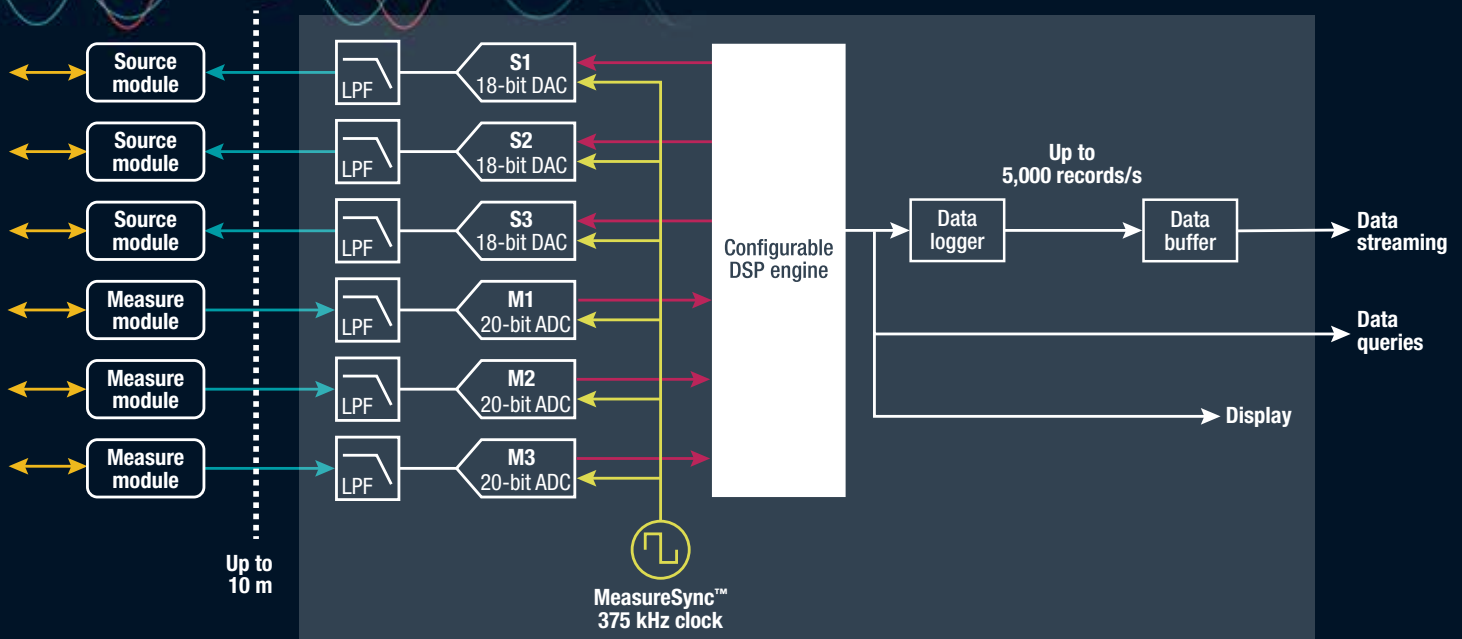 Source
module
LPF
S1
18-bit DAC
Source
module
LPF
S2
18-bit DAC
Source
module
LPF
S3
18-bit DAC
Measure
module
LPF
M1
20-bit ADC
Measure
module
LPF
M2
20-bit ADC
Measure
module
LPF
M3
20-bit ADC
Up to
10 m
MeasureSync™
375 kHz clock
Configurable
DSP engine
Up to
5,000 records/s
Data
logger
Data
buffer
Data
streaming
Data
queries
Display